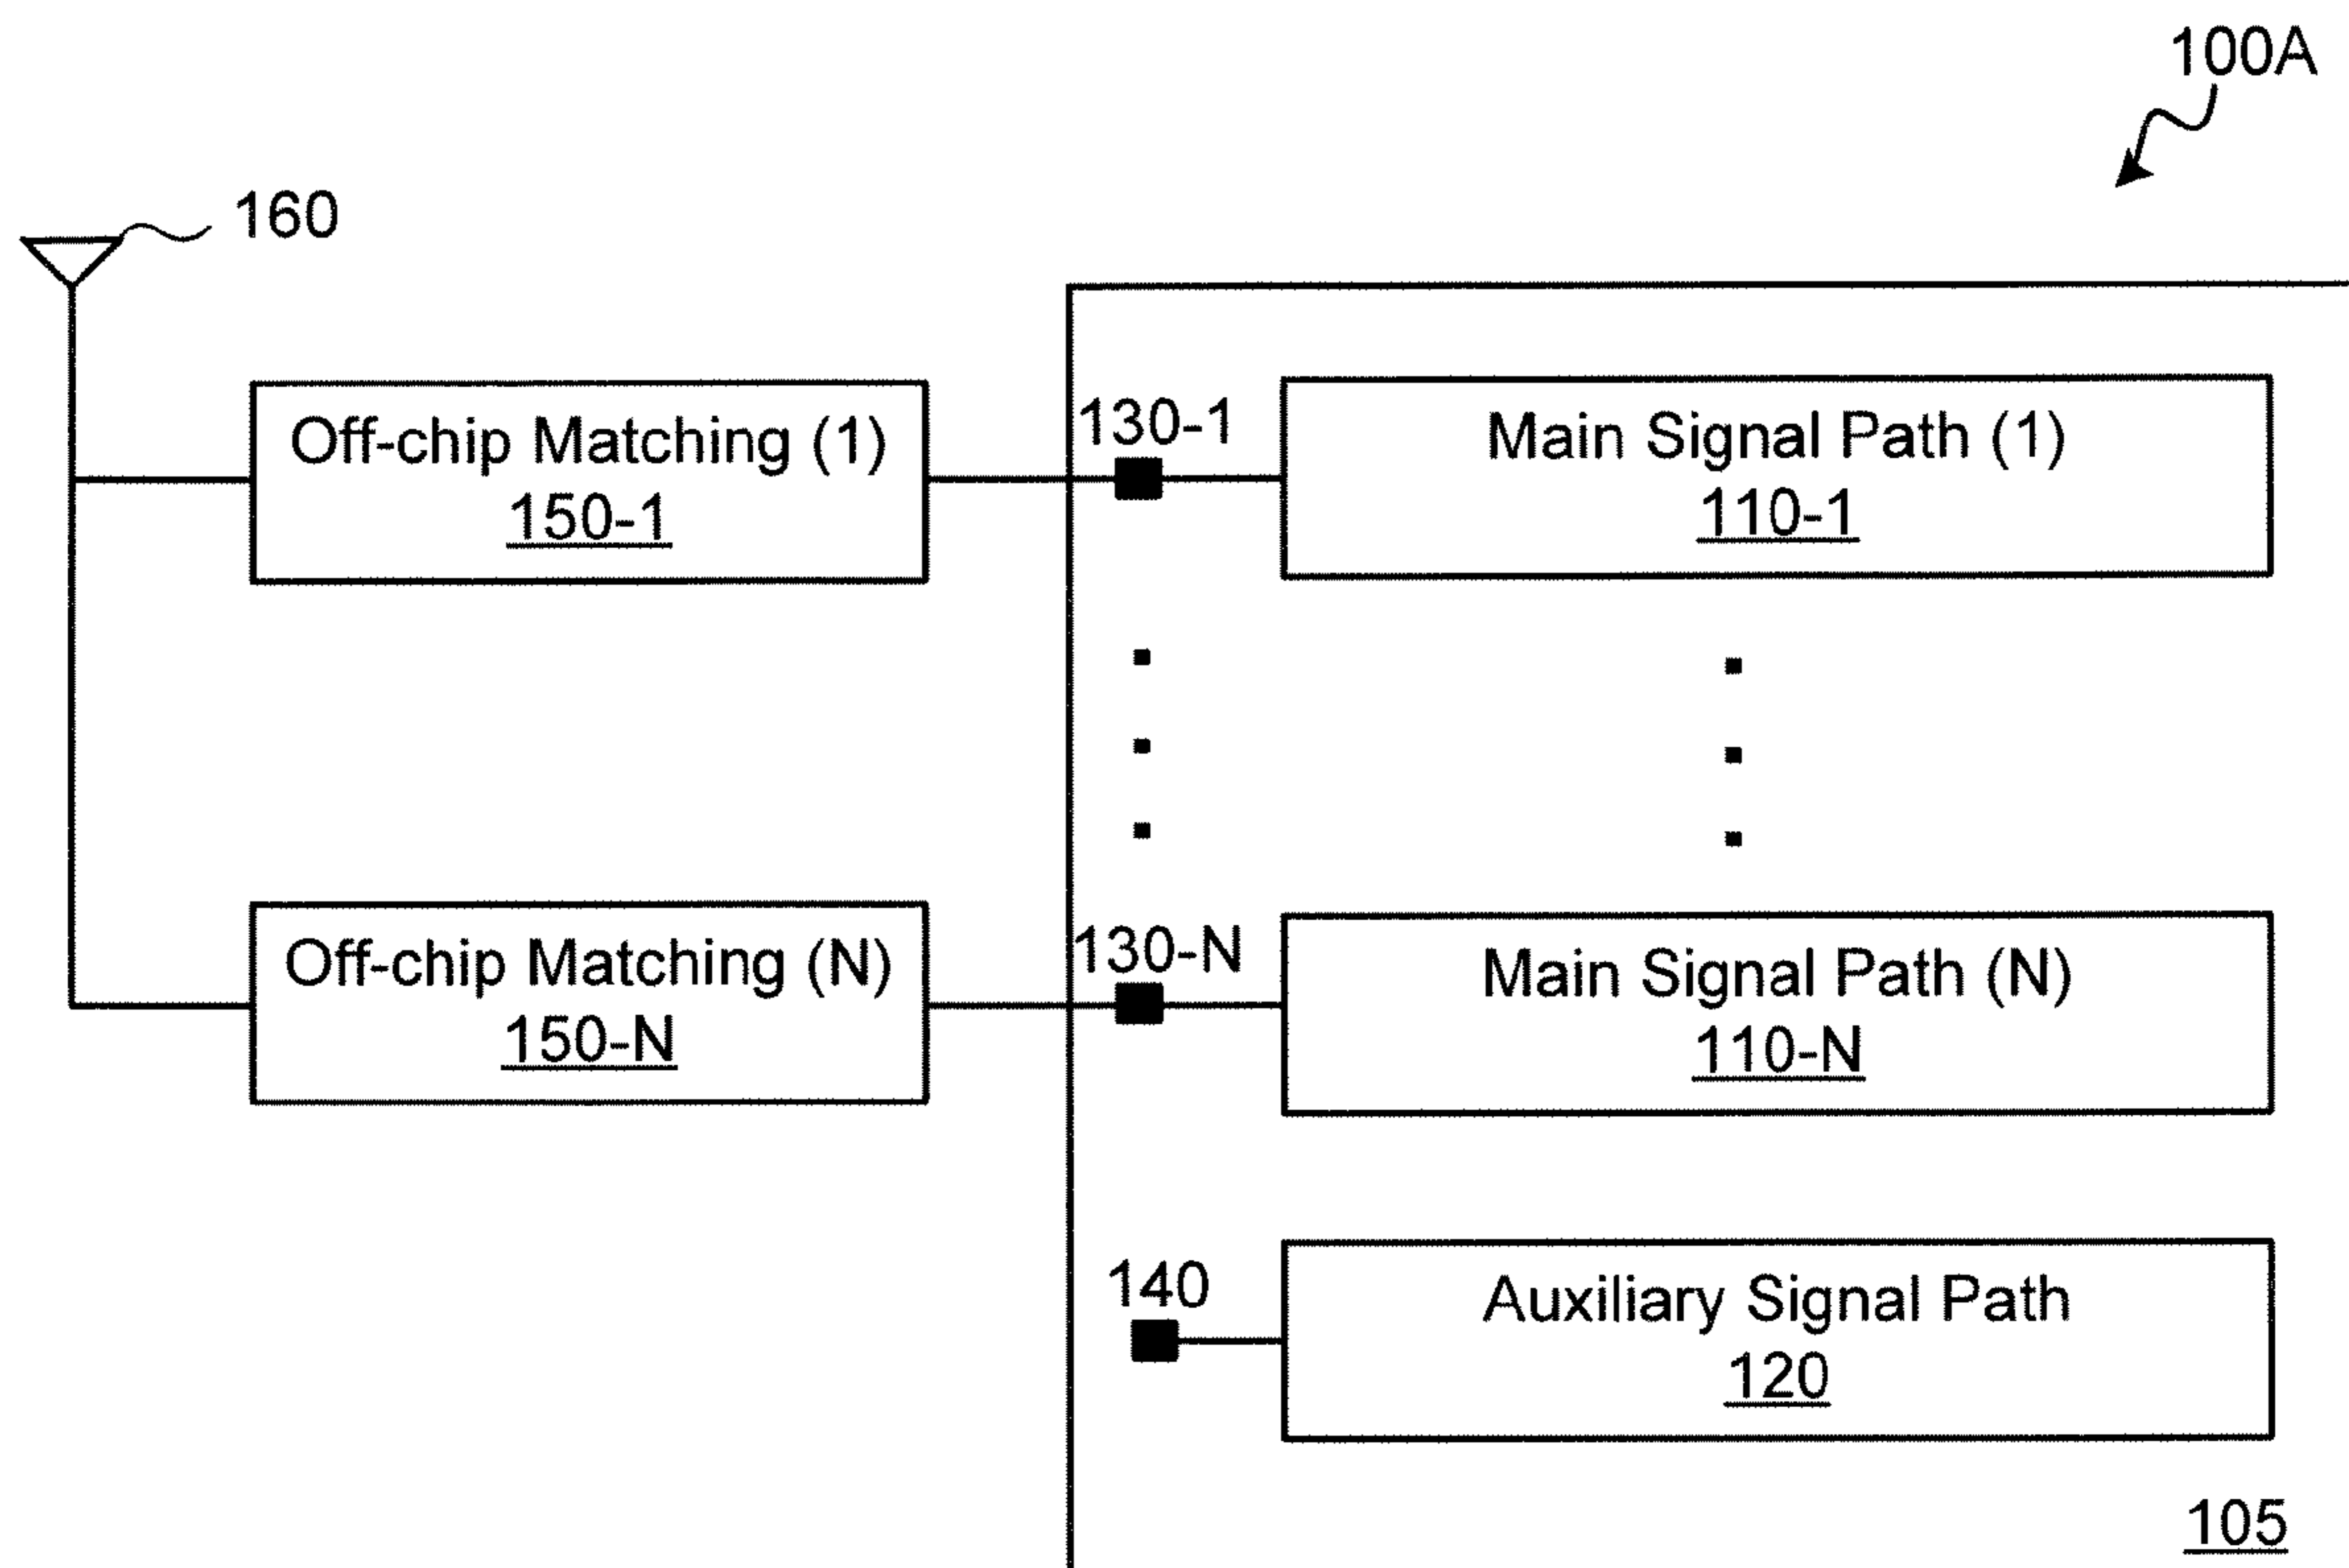 100A
160
Off-chip Matching (1)
150-1
130-1
Main Signal Path (1)
110-1
Off-chip Matching (N)
150-N
130-N
Main Signal Path (N)
110-N
140
Auxiliary Signal Path
120
105